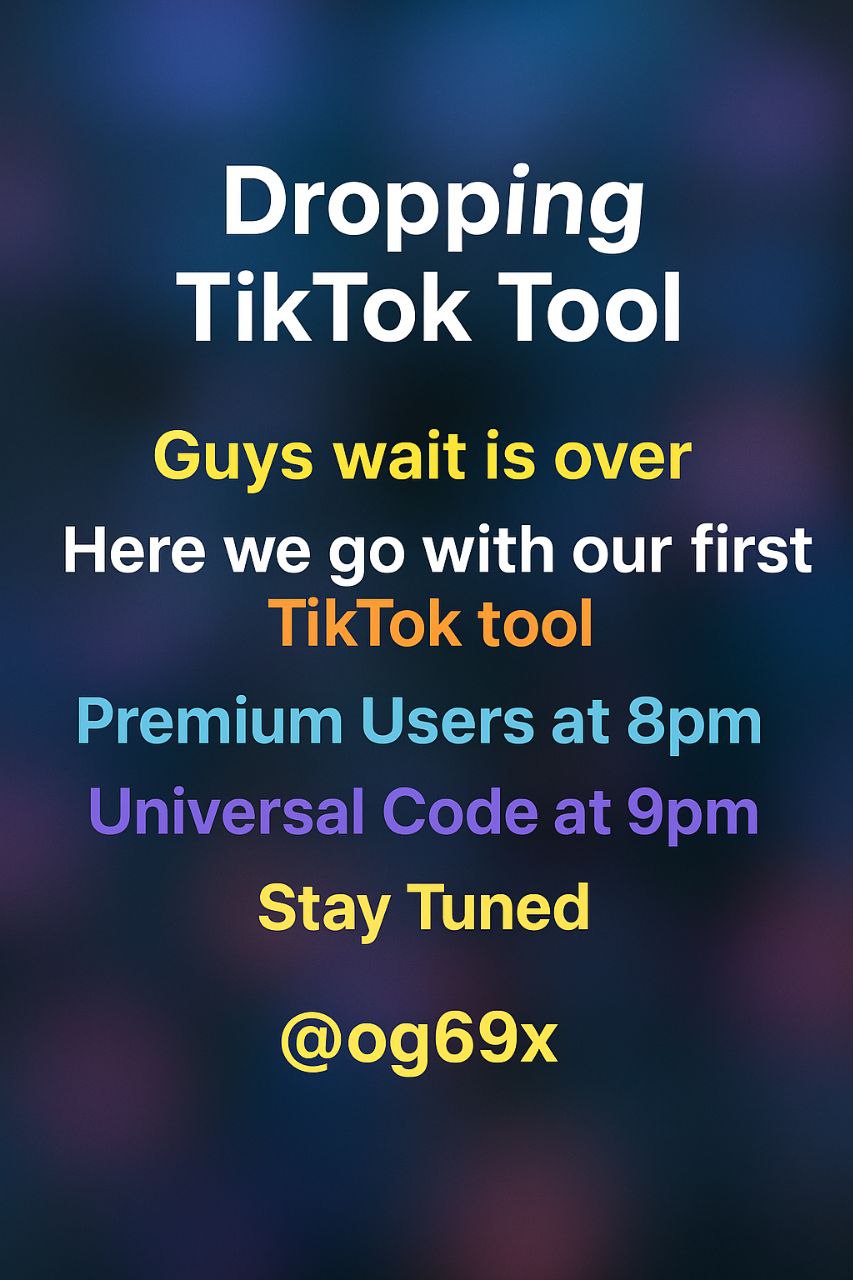 Dropping
TikTok Tool
Guys wait is over
Here we go with our first
TikTok tool
Premium Users at 8pm
Universal Code at 9pm
Stay Tuned
@og69x